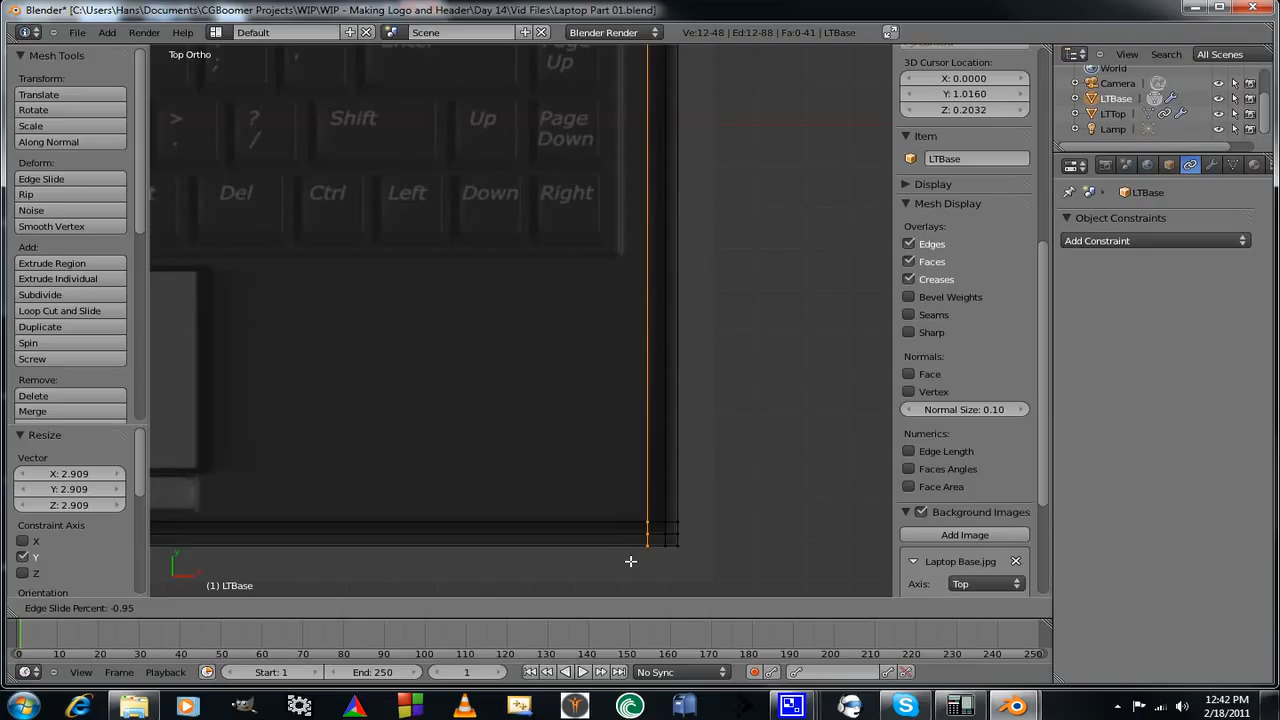 Blender* [C:\Users\Hans\Documents\CGBoomer Projects\WIP\WIP - Making Logo and Header\Day 14\Vid Files\Laptop Part 01.blend]
File Add Render Help Default Scene Blender Render Ve:12-48 | Ed:12-88 | Fa:0-41 | LTBase View Search All Scenes
Mesh Tools
Transform:
Translate
Rotate
Scale
Along Normal
Deform:
Edge Slide
Rip
Noise
Smooth Vertex
Add:
Extrude Region
Extrude Individual
Subdivide
Loop Cut and Slide
Duplicate
Spin
Screw
Remove:
Delete
Merge
Resize
Vector
X: 2.909
Y: 2.909
Z: 2.909
Constraint Axis
X
Y
Z
Orientation
Top Ortho
; ' Enter Page Up
> . ? / Shift Up Page Down
Del Ctrl Left Down Right
y
(1) LTBase
Edge Slide Percent: -0.95
3D Cursor Location:
X: 0.0000
Y: 1.0160
Z: 0.2032
Item
LTBase
Display
Mesh Display
Overlays:
Edges
Faces
Creases
Bevel Weights
Seams
Sharp
Normals:
Face
Vertex
Normal Size: 0.10
Numerics:
Edge Length
Faces Angles
Face Area
Background Images
Add Image
Laptop Base.jpg
Axis: Top
World
Camera
LTBase
LTTop
Lamp
LTBase
Object Constraints
Add Constraint
0 10 20 30 40 50 60 70 80 90 100 110 120 130 140 150 160 170 180 190 200 210 220 230 240 250
View Frame Playback Start: 1 End: 250 1 No Sync
12:42 PM
2/18/2011